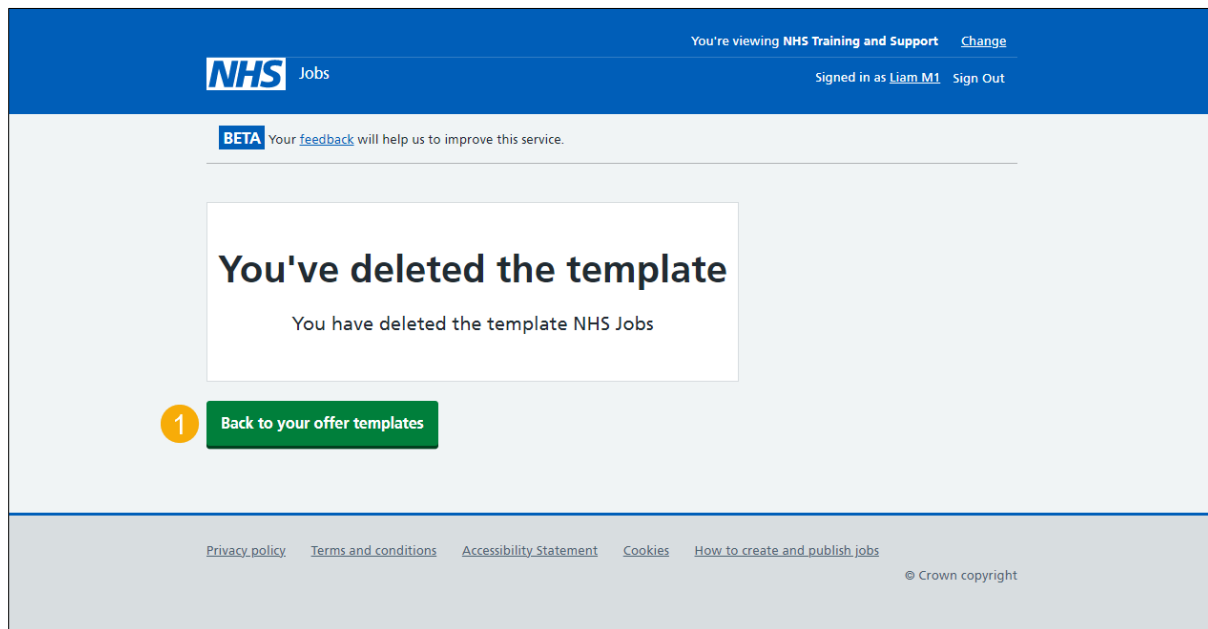 You're viewing NHS Training and Support Change
NHS Jobs
Signed in as Liam M1 Sign Out
BETA Your feedback will help us to improve this service.
You've deleted the template
You have deleted the template NHS Jobs
1 Back to your offer templates
Privacy policy Terms and conditions Accessibility Statement Cookies How to create and publish jobs
© Crown copyright